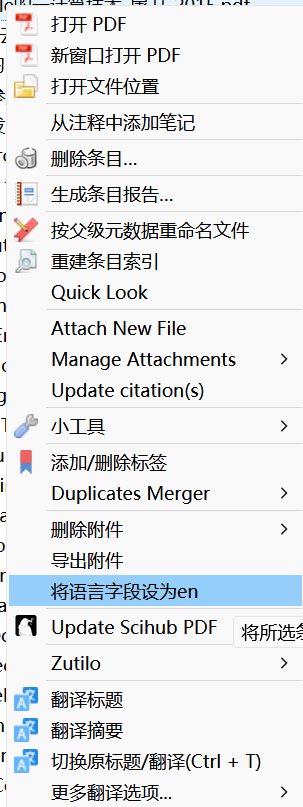 打开 PDF
新窗口打开 PDF
打开文件位置
从注释中添加笔记
删除条目...
生成条目报告...
按父级元数据重命名文件
重建条目索引
Quick Look
Attach New File
Manage Attachments
Update citation(s)
小工具
添加/删除标签
Duplicates Merger
删除附件
导出附件
将语言字段设为en
Update Scihub PDF
将所选
Zutilo
翻译标题
翻译摘要
切换原标题/翻译(Ctrl + T)
更多翻译选项...